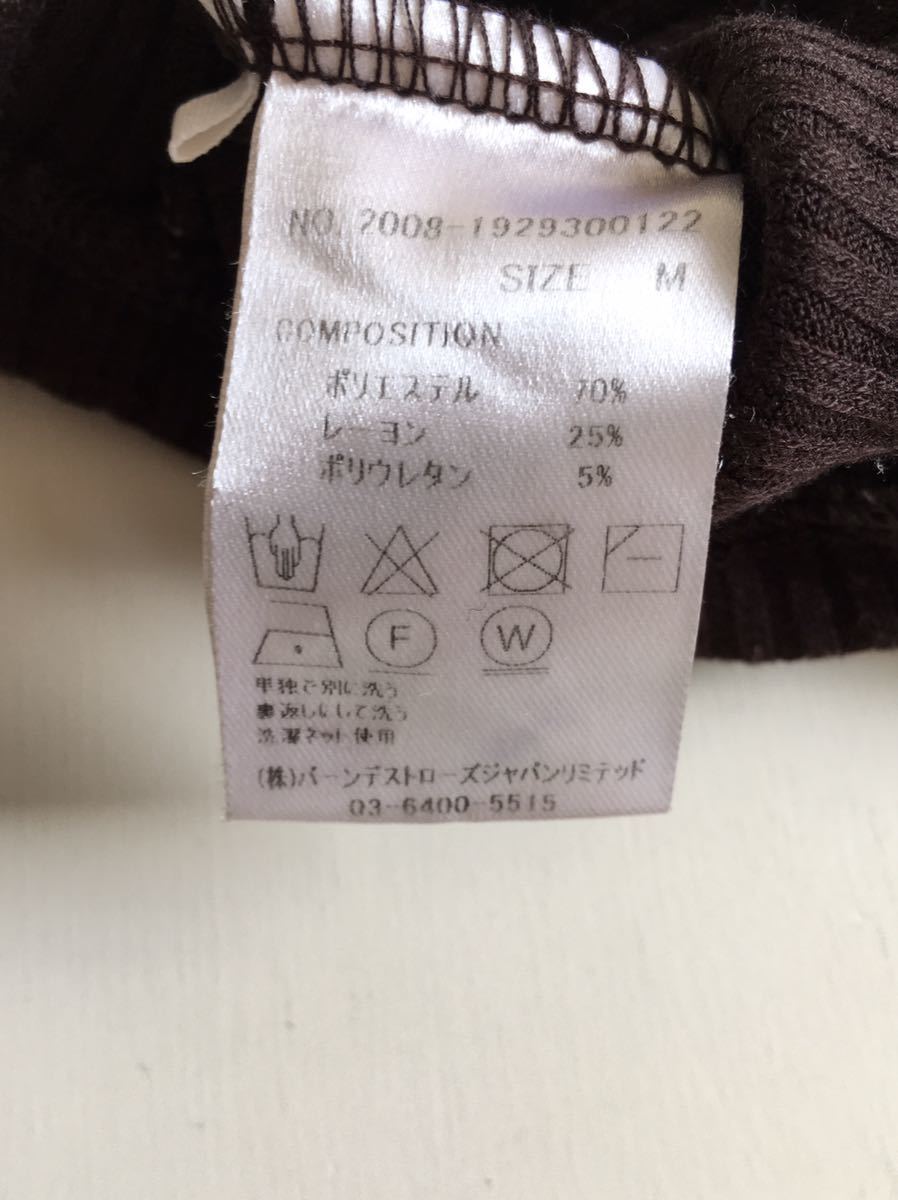 NO, 2008-1929300122
SIZE M
COMPOSITION
ポリエステル 70%
レーヨン 25%
ポリウレタン 5%
F W
単独で別に洗う
裏返しにして洗う
洗濯ネット使用
(株)バーンデストローズジャパンリミテッド
03-6400-5515